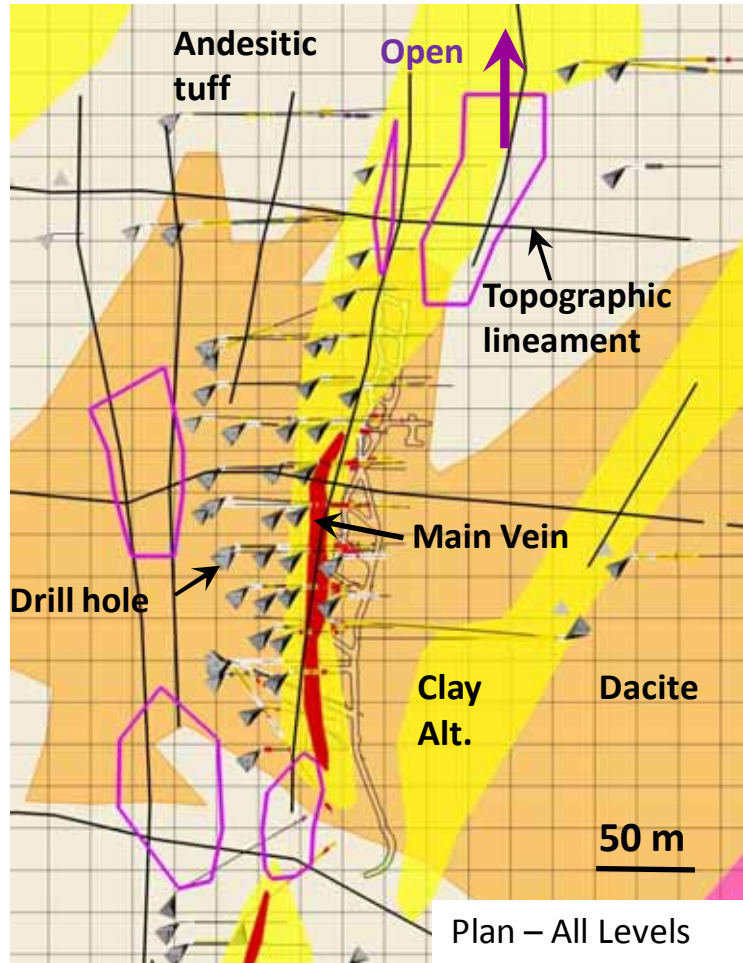 Andesitic
tuff
Open
Topographic
lineament
Main Vein
Drill hole
Clay
Alt.
Dacite
50 m
Plan – All Levels